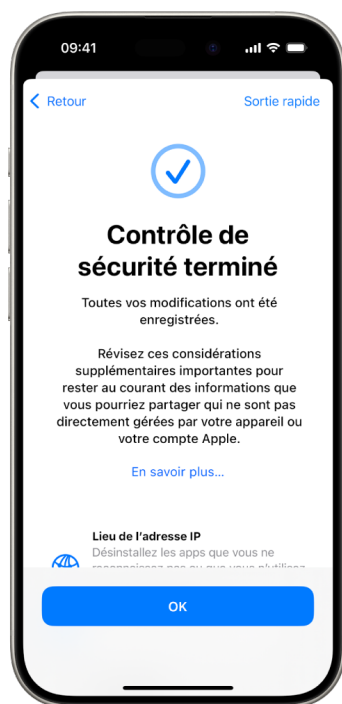 09:41
Retour
Sortie rapide
Contrôle de
sécurité terminé
Toutes vos modifications ont été
enregistrées.
Révisez ces considérations
supplémentaires importantes pour
rester au courant des informations que
vous pourriez partager qui ne sont pas
directement gérées par votre appareil ou
votre compte Apple.
En savoir plus...
Lieu de l'adresse IP
Désinstallez les apps que vous ne
OK